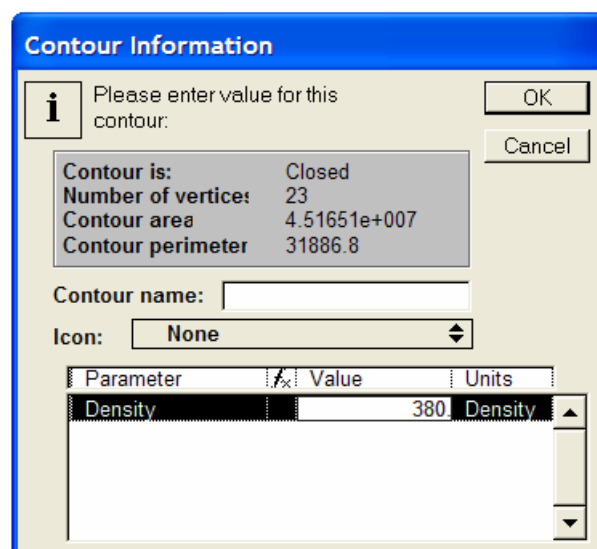 Contour Information
i Please enter value for this
contour:
OK
Cancel
Contour is: Closed
Number of vertices 23
Contour area 4.51651e+007
Contour perimeter 31886.8
Contour name:
Icon: None
Parameter fx Value Units
Density 380. Density